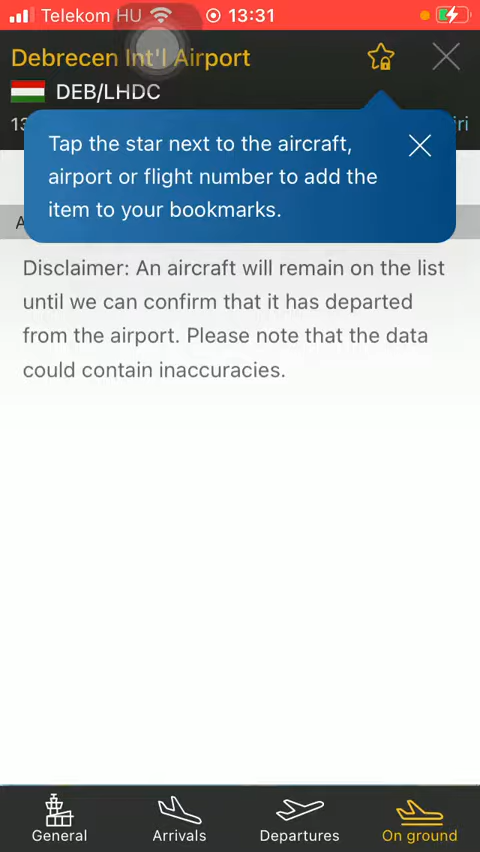 Telekom HU 13:31
Debrecen Int'l Airport
DEB/LHDC
Tap the star next to the aircraft,
airport or flight number to add the
item to your bookmarks.
Disclaimer: An aircraft will remain on the list
until we can confirm that it has departed
from the airport. Please note that the data
could contain inaccuracies.
General Arrivals Departures On ground